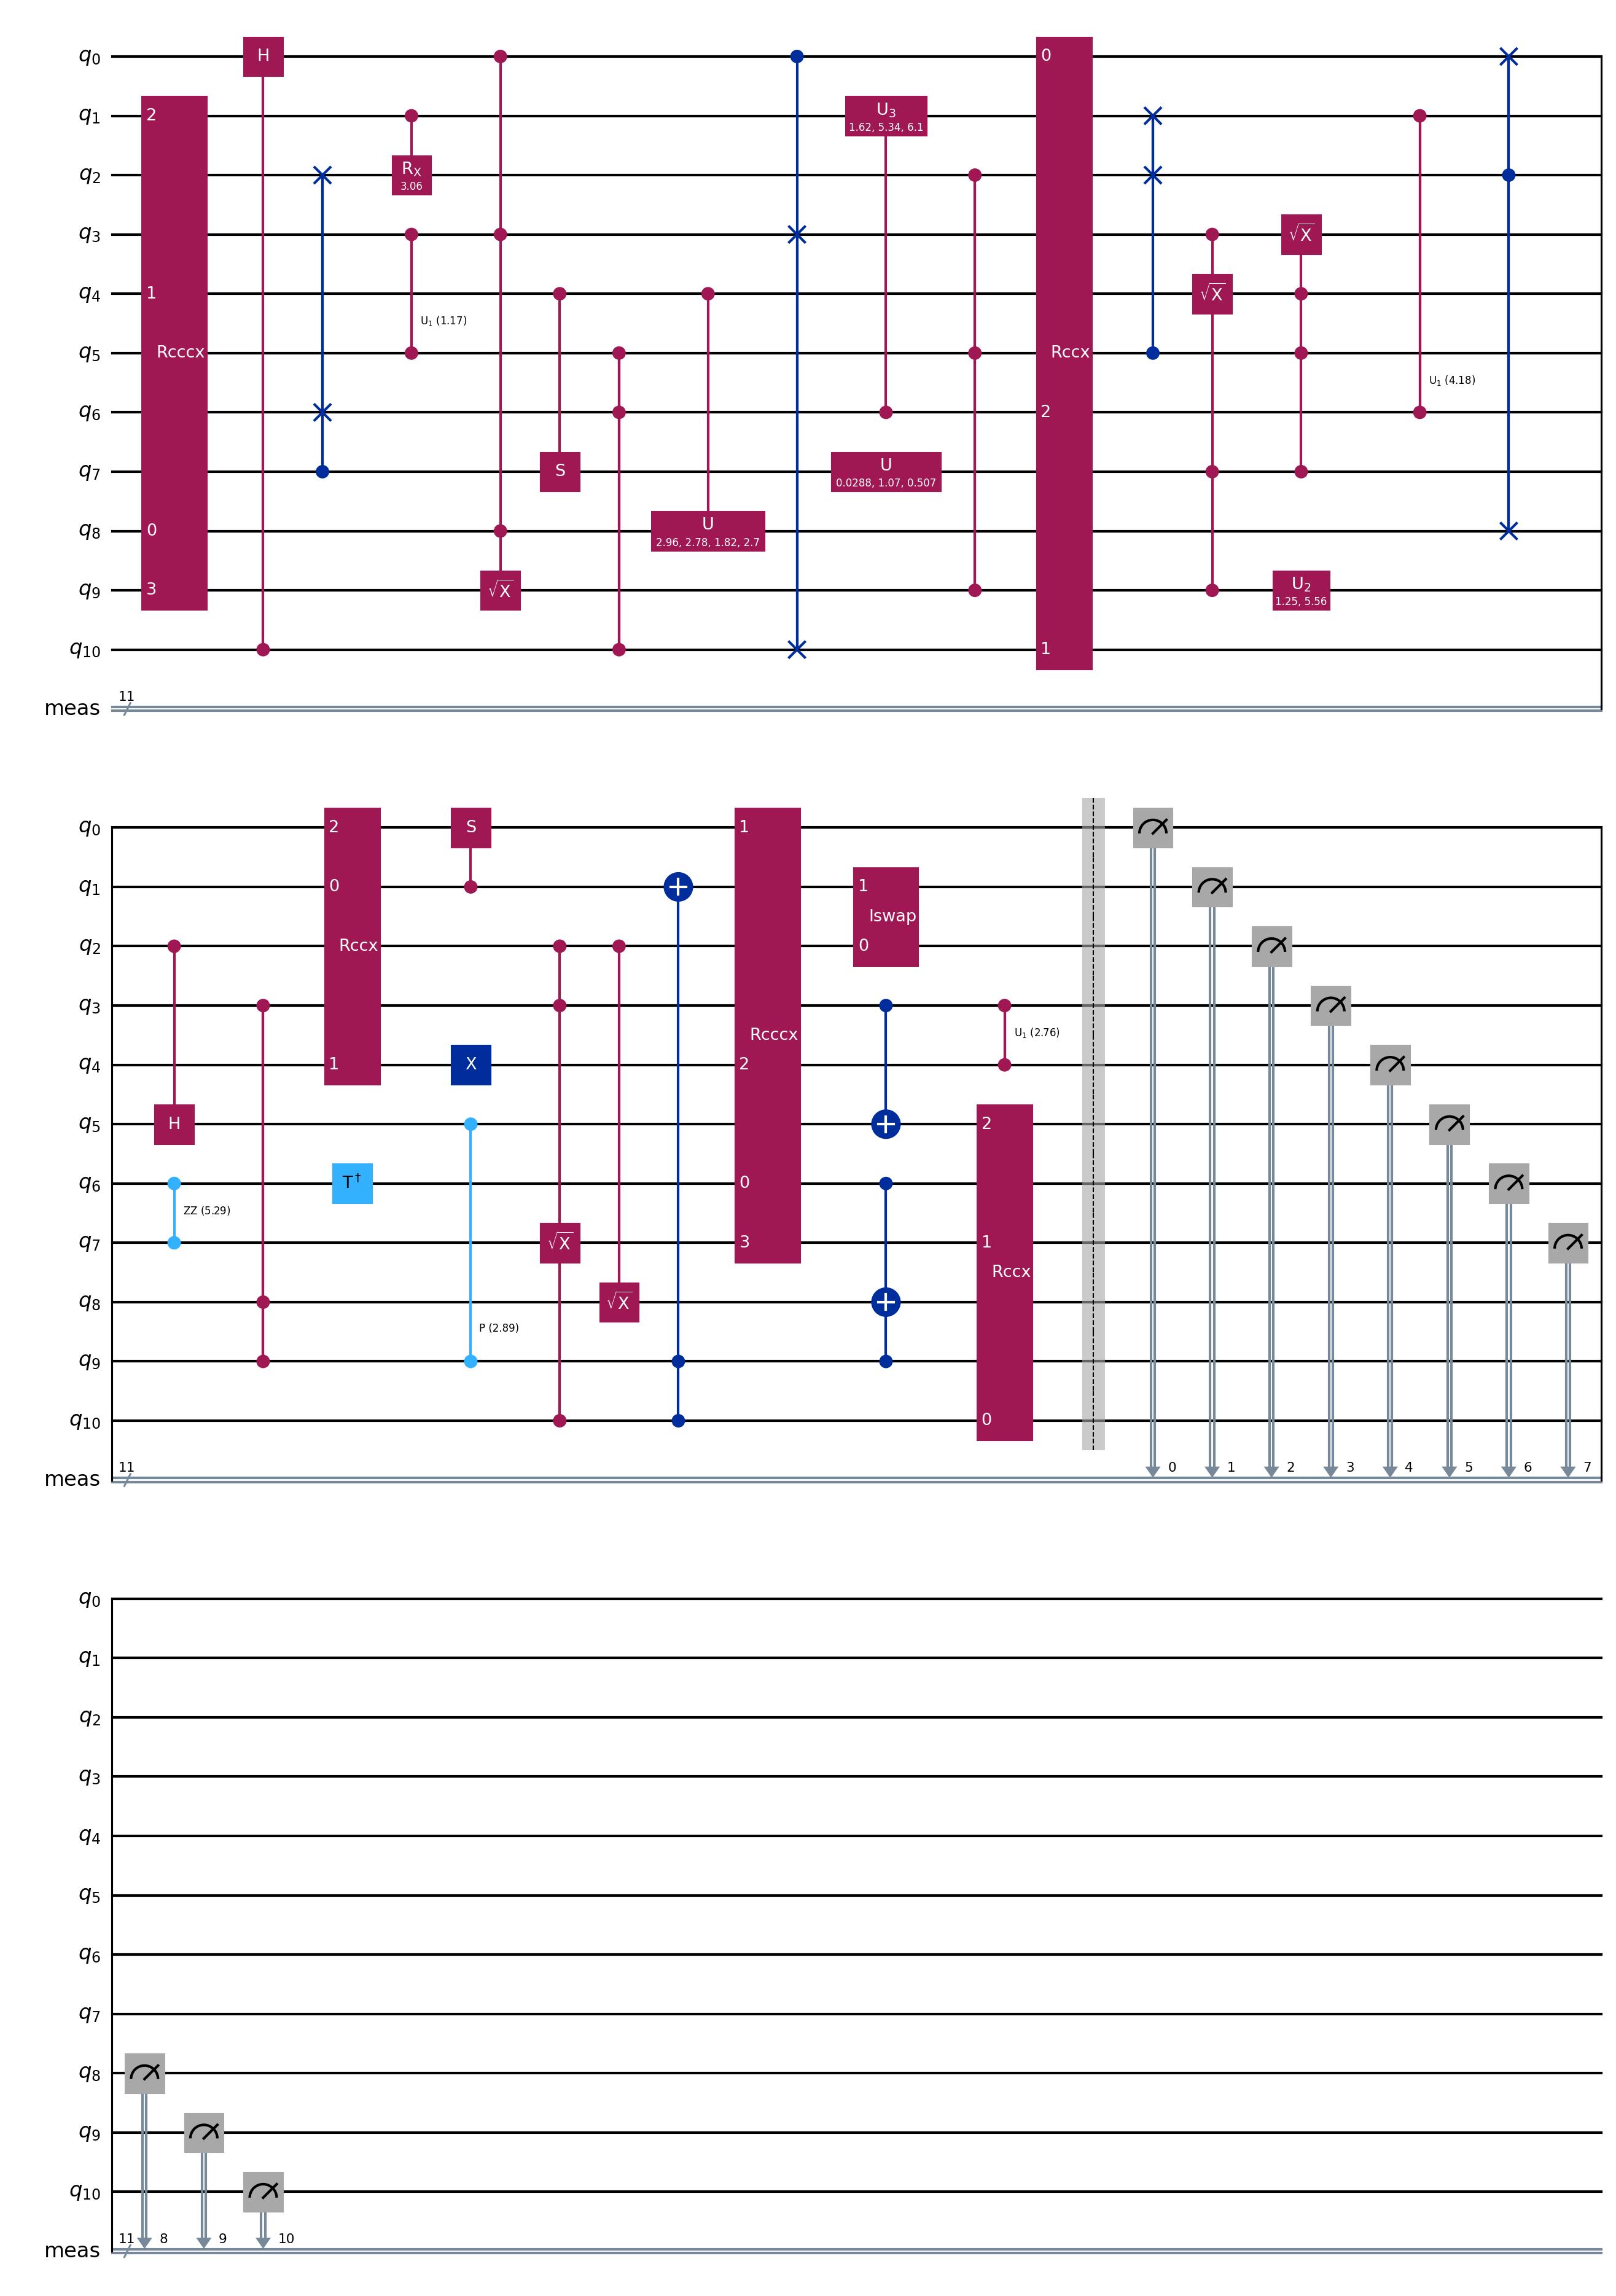 q0 H 0
q1 2 U3 1.62, 5.34, 6.1
q2 RX 3.06
q3 √X
q4 1 √X
U1 (1.17)
q5 Rcccx Rccx
U1 (4.18)
q6 2
q7 S U 0.0288, 1.07, 0.507
q8 0 U 2.96, 2.78, 1.82, 2.7
q9 3 √X U2 1.25, 5.56
q10 1
meas 11
q0 2 S 1
q1 0 1
Iswap
q2 Rccx 0
q3
Rcccx U1 (2.76)
q4 1 X 2
q5 H 2
q6 T† 0
ZZ (5.29)
q7 √X 3 1
Rccx
q8 √X
P (2.89)
q9
q10 0
meas 11 0 1 2 3 4 5 6 7
q0
q1
q2
q3
q4
q5
q6
q7
q8
q9
q10
meas 11 8 9 10